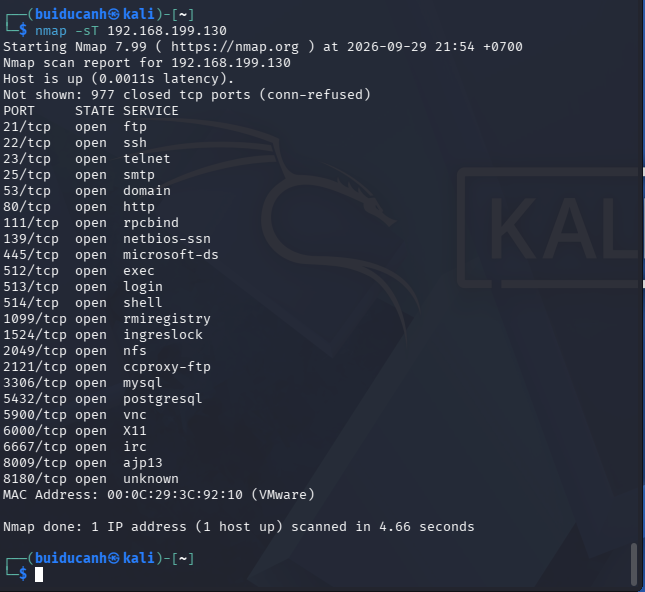 ┌──(buiducanh㉿kali)-[~]
└─$ nmap -sT 192.168.199.130
Starting Nmap 7.99 ( https://nmap.org ) at 2026-09-29 21:54 +0700
Nmap scan report for 192.168.199.130
Host is up (0.0011s latency).
Not shown: 977 closed tcp ports (conn-refused)
PORT     STATE SERVICE
21/tcp   open  ftp
22/tcp   open  ssh
23/tcp   open  telnet
25/tcp   open  smtp
53/tcp   open  domain
80/tcp   open  http
111/tcp  open  rpcbind
139/tcp  open  netbios-ssn
445/tcp  open  microsoft-ds
512/tcp  open  exec
513/tcp  open  login
514/tcp  open  shell
1099/tcp open  rmiregistry
1524/tcp open  ingreslock
2049/tcp open  nfs
2121/tcp open  ccproxy-ftp
3306/tcp open  mysql
5432/tcp open  postgresql
5900/tcp open  vnc
6000/tcp open  X11
6667/tcp open  irc
8009/tcp open  ajp13
8180/tcp open  unknown
MAC Address: 00:0C:29:3C:92:10 (VMware)
Nmap done: 1 IP address (1 host up) scanned in 4.66 seconds
┌──(buiducanh㉿kali)-[~]
└─$
KAL